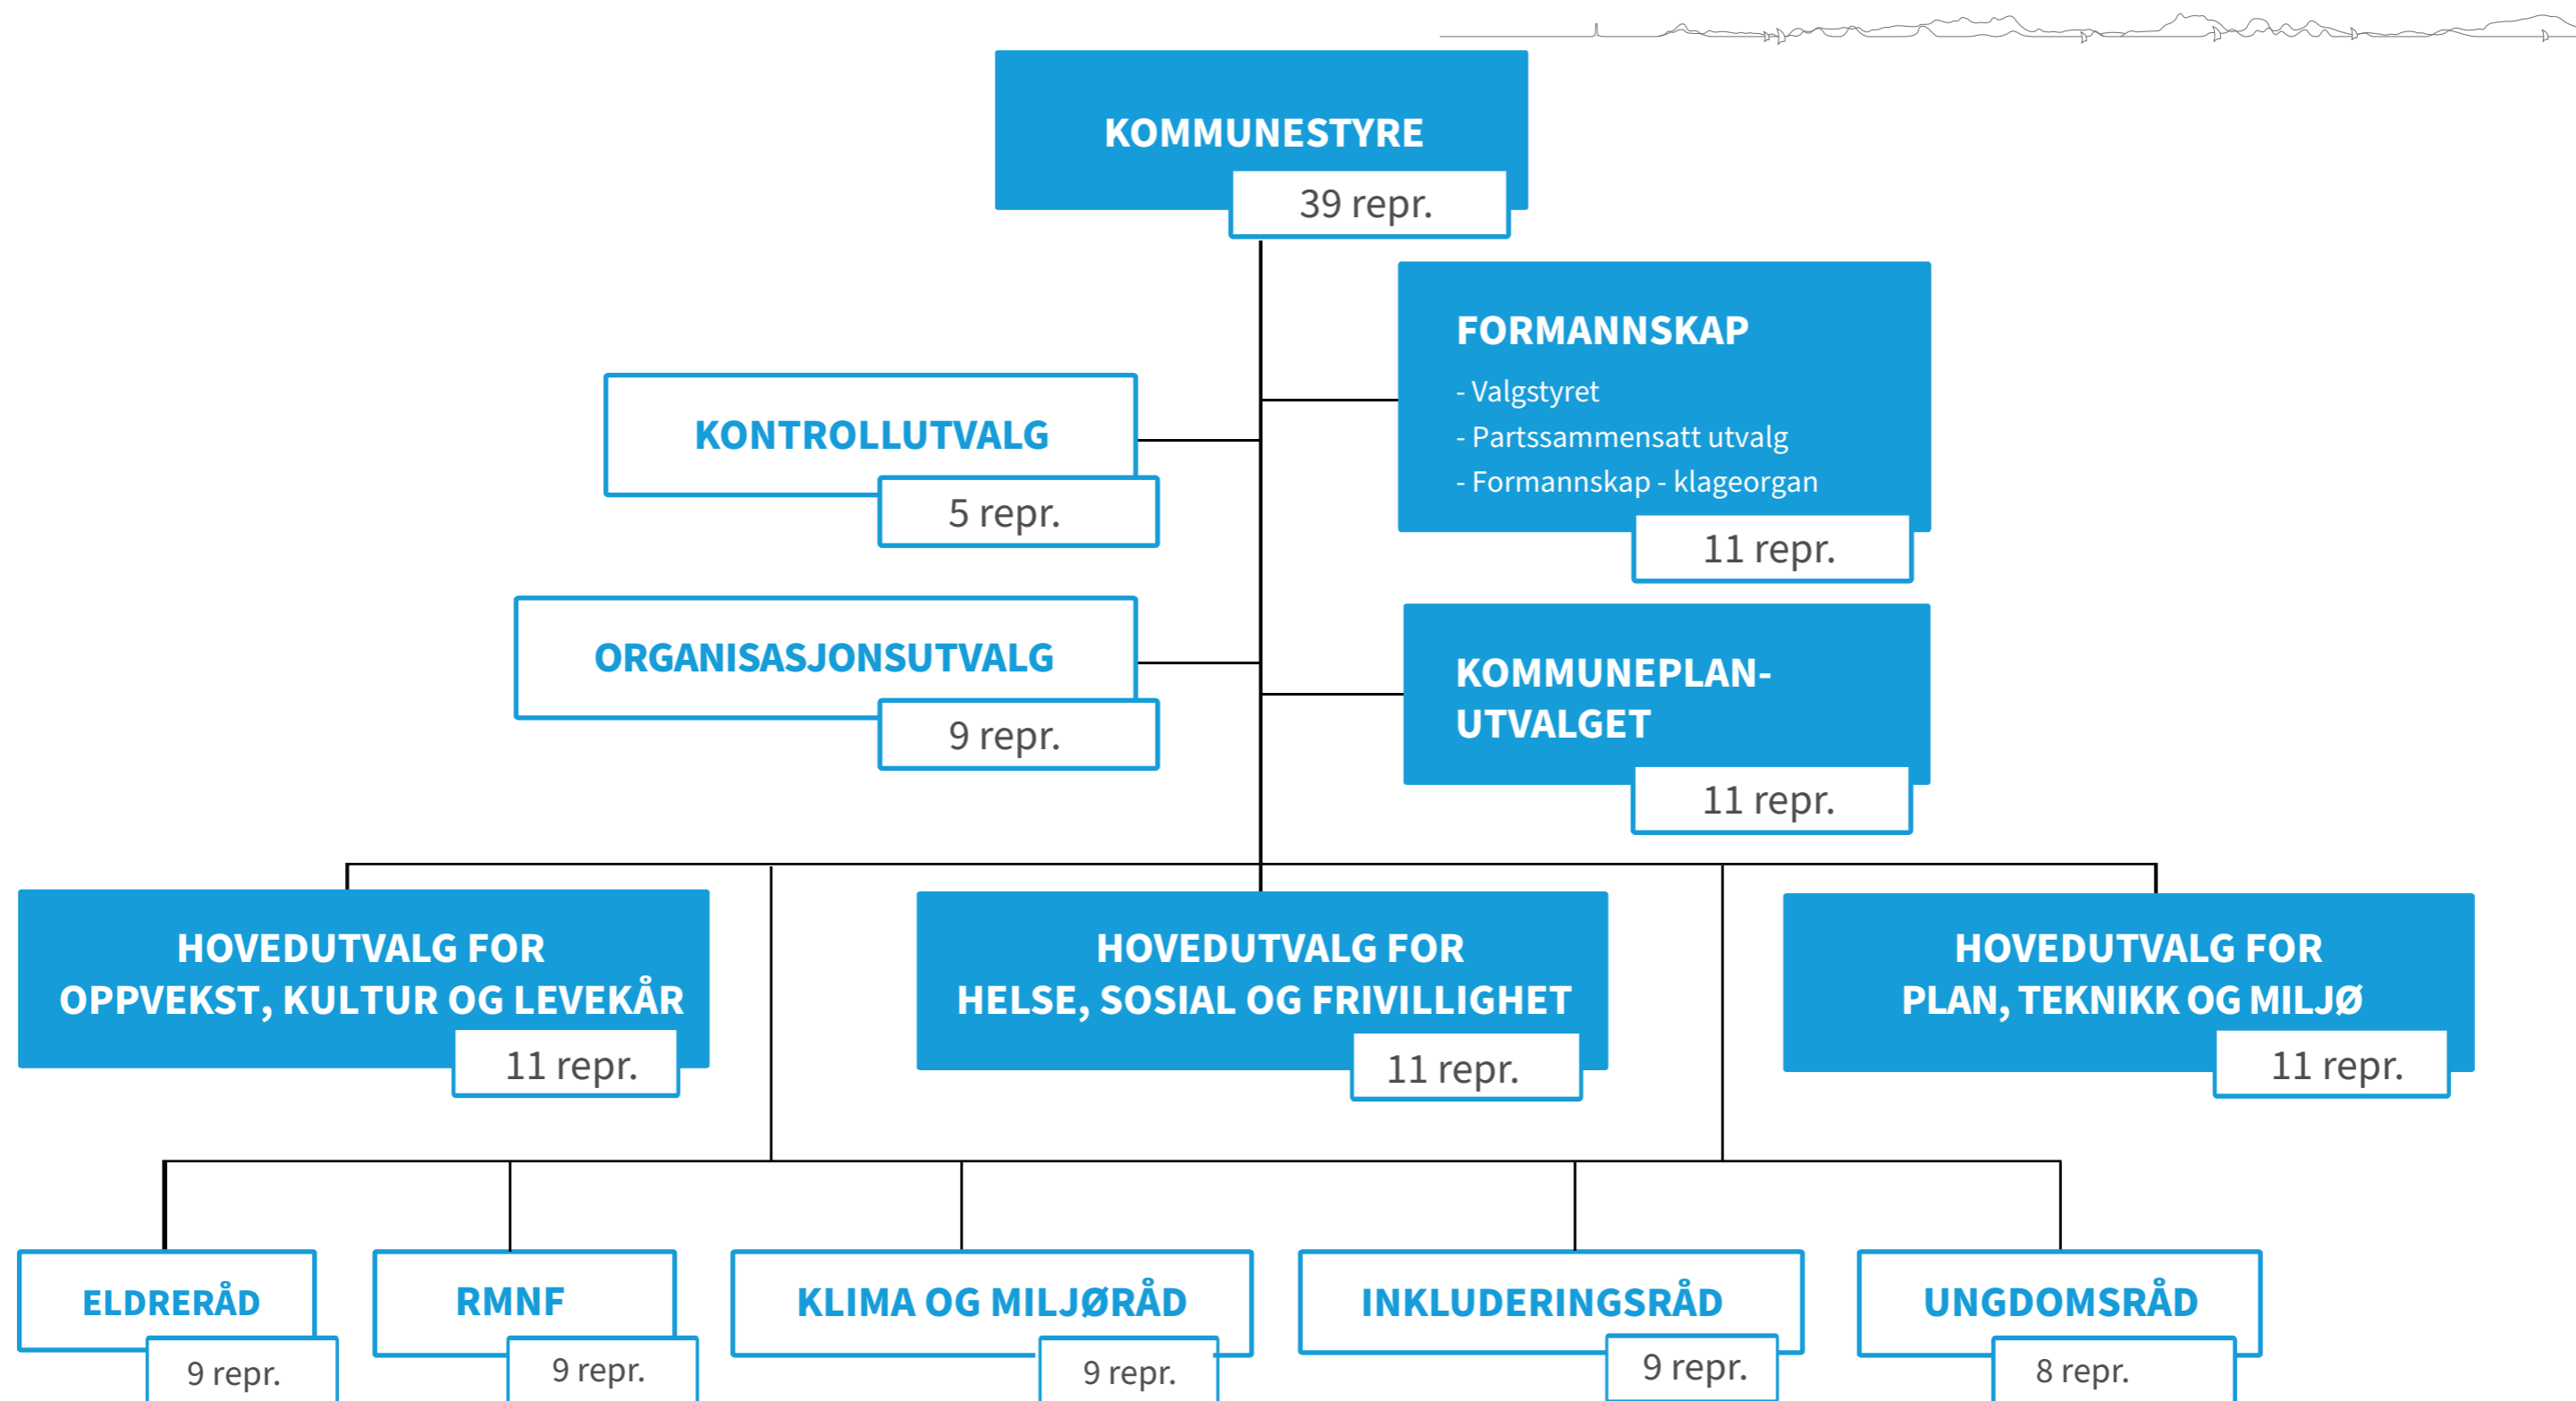 KOMMUNESTYRE
39 repr.
FORMANNSKAP
- Valgstyret
- Partssammensatt utvalg
- Formannskap - klageorgan
11 repr.
KONTROLLUTVALG
5 repr.
ORGANISASJONSUTVALG
9 repr.
KOMMUNEPLAN-
UTVALGET
11 repr.
HOVEDUTVALG FOR
OPPVEKST, KULTUR OG LEVEKÅR
11 repr.
HOVEDUTVALG FOR
HELSE, SOSIAL OG FRIVILLIGHET
11 repr.
HOVEDUTVALG FOR
PLAN, TEKNIKK OG MILJØ
11 repr.
ELDRERÅD
9 repr.
RMNF
9 repr.
KLIMA OG MILJØRÅD
9 repr.
INKLUDERINGSRÅD
9 repr.
UNGDOMSRÅD
8 repr.